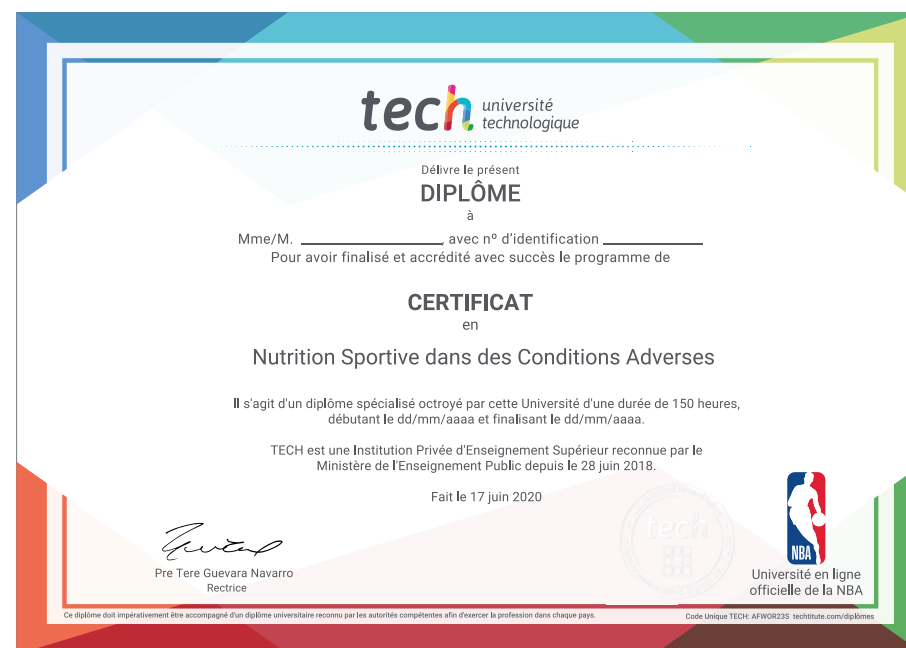 tech université
technologique
Délivre le présent
DIPLÔME
à
Mme/M. ____________________, avec nº d'identification ______________
Pour avoir finalisé et accrédité avec succès le programme de
CERTIFICAT
en
Nutrition Sportive dans des Conditions Adverses
Il s'agit d'un diplôme spécialisé octroyé par cette Université d'une durée de 150 heures,
débutant le dd/mm/aaaa et finalisant le dd/mm/aaaa.
TECH est une Institution Privée d'Enseignement Supérieur reconnue par le
Ministère de l'Enseignement Public depuis le 28 juin 2018.
Fait le 17 juin 2020
tech
NBA
Pre Tere Guevara Navarro
Rectrice
Université en ligne
officielle de la NBA
Ce diplôme doit impérativement être accompagné d'un diplôme universitaire reconnu par les autorités compétentes afin d'exercer la profession dans chaque pays.
Code Unique TECH: AFWOR23S techtitute.com/diplômes